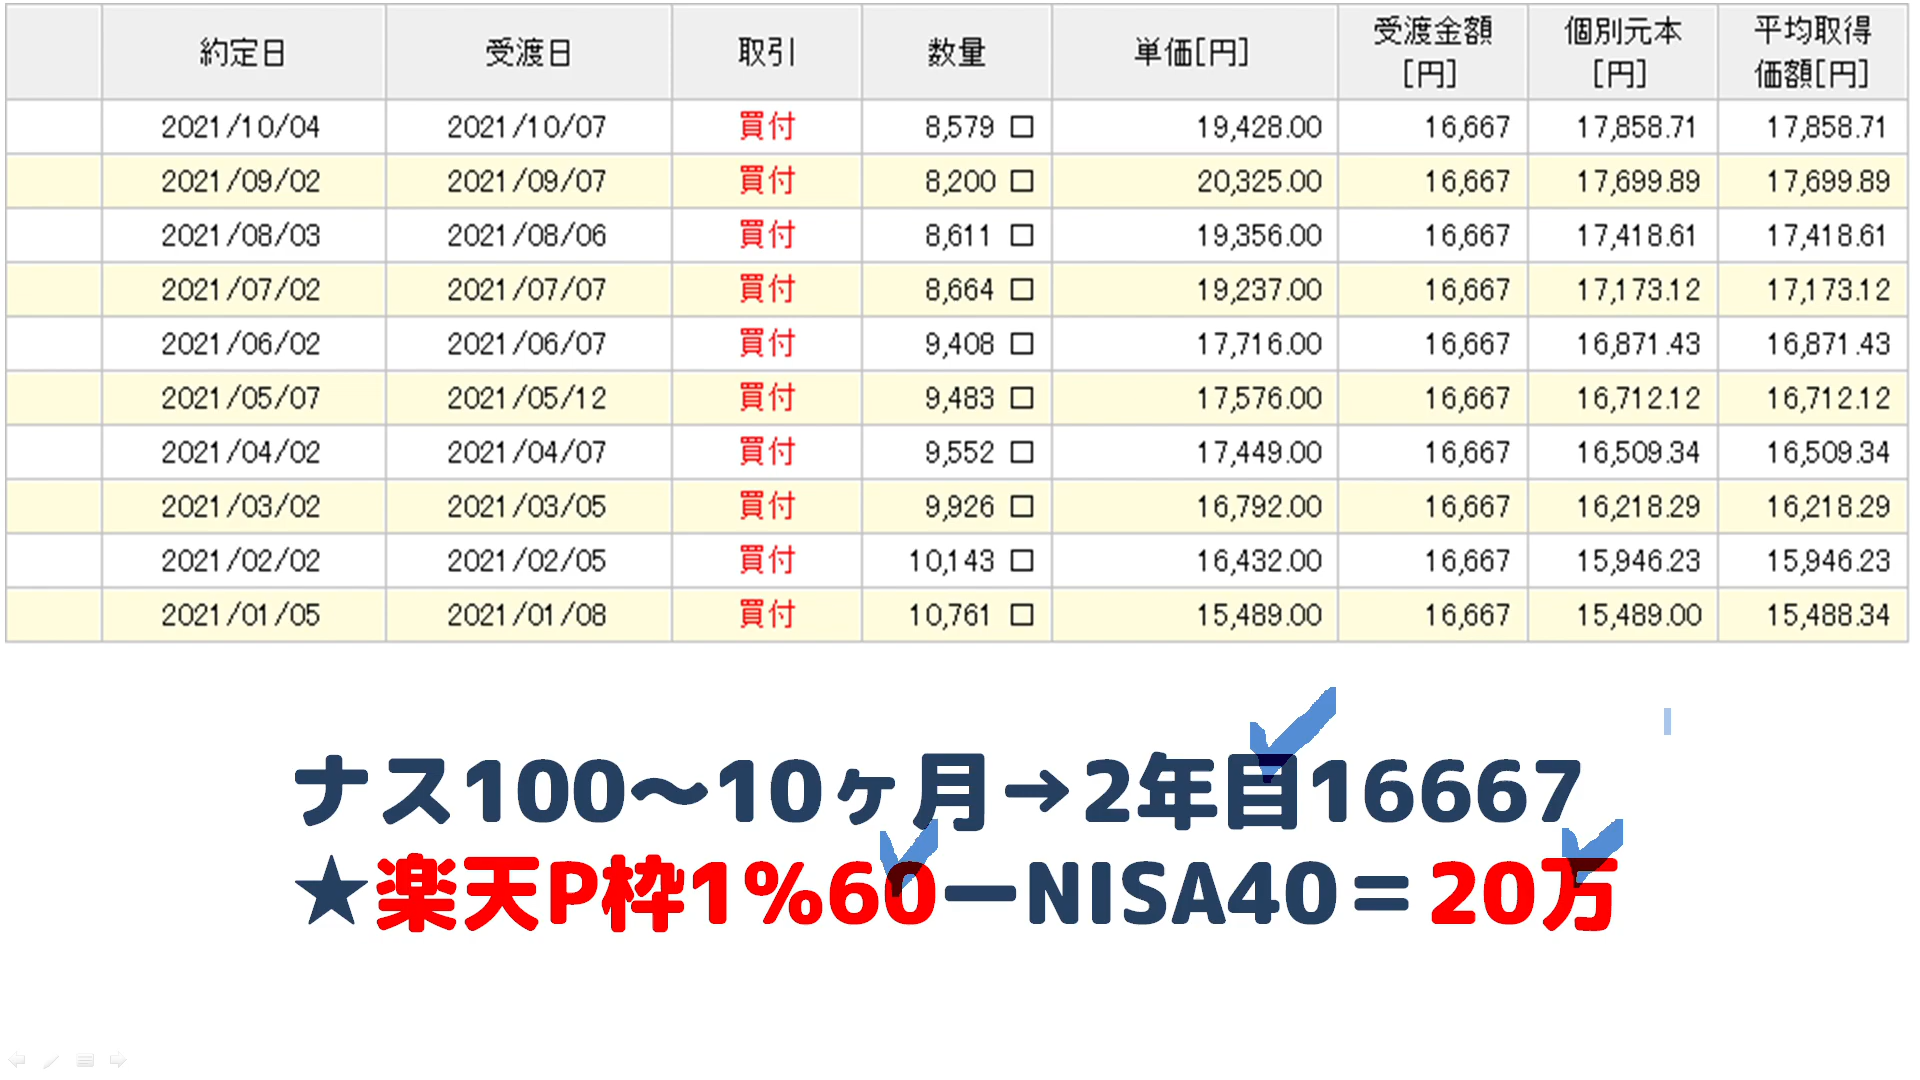 約定日 受渡日 取引 数量 単価[円] 受渡金額[円] 個別元本[円] 平均取得価額[円]
2021/10/04 2021/10/07 買付 8,579 口 19,428.00 16,667 17,858.71 17,858.71
2021/09/02 2021/09/07 買付 8,200 口 20,325.00 16,667 17,699.89 17,699.89
2021/08/03 2021/08/06 買付 8,611 口 19,356.00 16,667 17,418.61 17,418.61
2021/07/02 2021/07/07 買付 8,664 口 19,237.00 16,667 17,173.12 17,173.12
2021/06/02 2021/06/07 買付 9,408 口 17,716.00 16,667 16,871.43 16,871.43
2021/05/07 2021/05/12 買付 9,483 口 17,576.00 16,667 16,712.12 16,712.12
2021/04/02 2021/04/07 買付 9,552 口 17,449.00 16,667 16,509.34 16,509.34
2021/03/02 2021/03/05 買付 9,926 口 16,792.00 16,667 16,218.29 16,218.29
2021/02/02 2021/02/05 買付 10,143 口 16,432.00 16,667 15,946.23 15,946.23
2021/01/05 2021/01/08 買付 10,761 口 15,489.00 16,667 15,489.00 15,488.34
ナス100～10ヶ月→2年目16667
★楽天P枠1%60ーNISA40＝20万